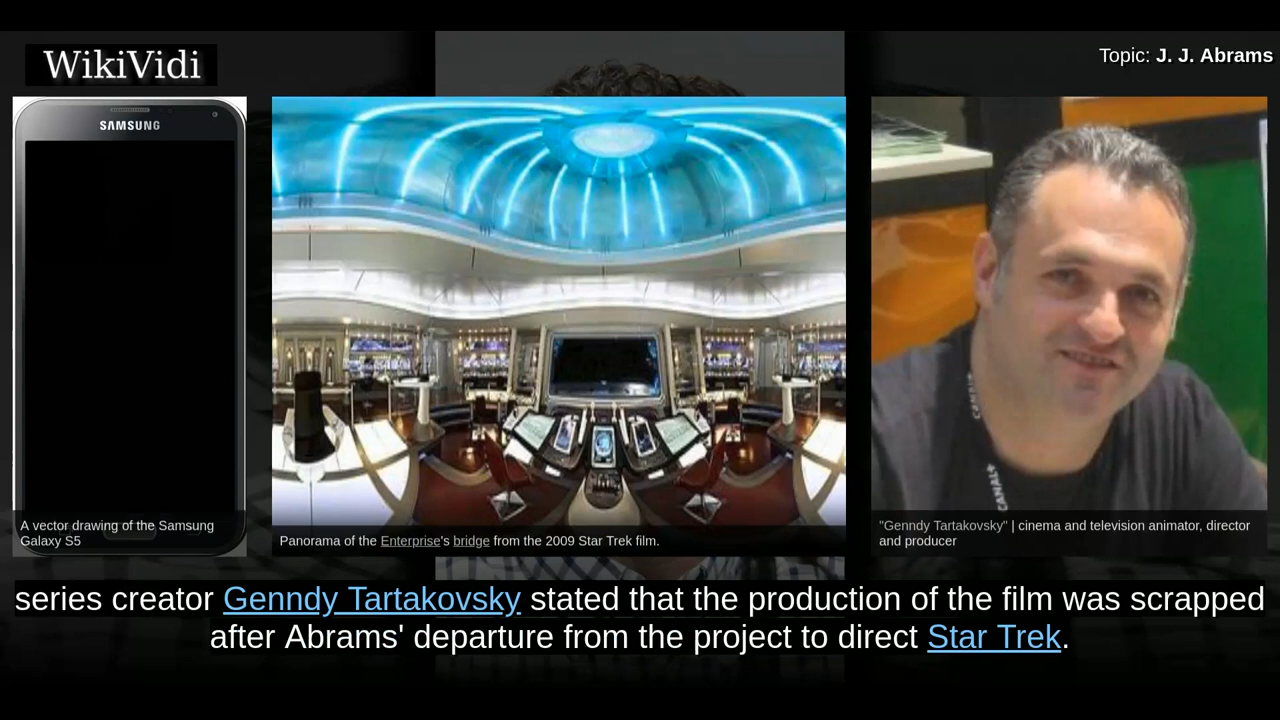 WikiVidi
Topic: J. J. Abrams
SAMSUNG
A vector drawing of the Samsung
Galaxy S5
Panorama of the Enterprise's bridge from the 2009 Star Trek film.
CANAL+
CANAL+
"Genndy Tartakovsky" | cinema and television animator, director
and producer
series creator Genndy Tartakovsky stated that the production of the film was scrapped
after Abrams' departure from the project to direct Star Trek.